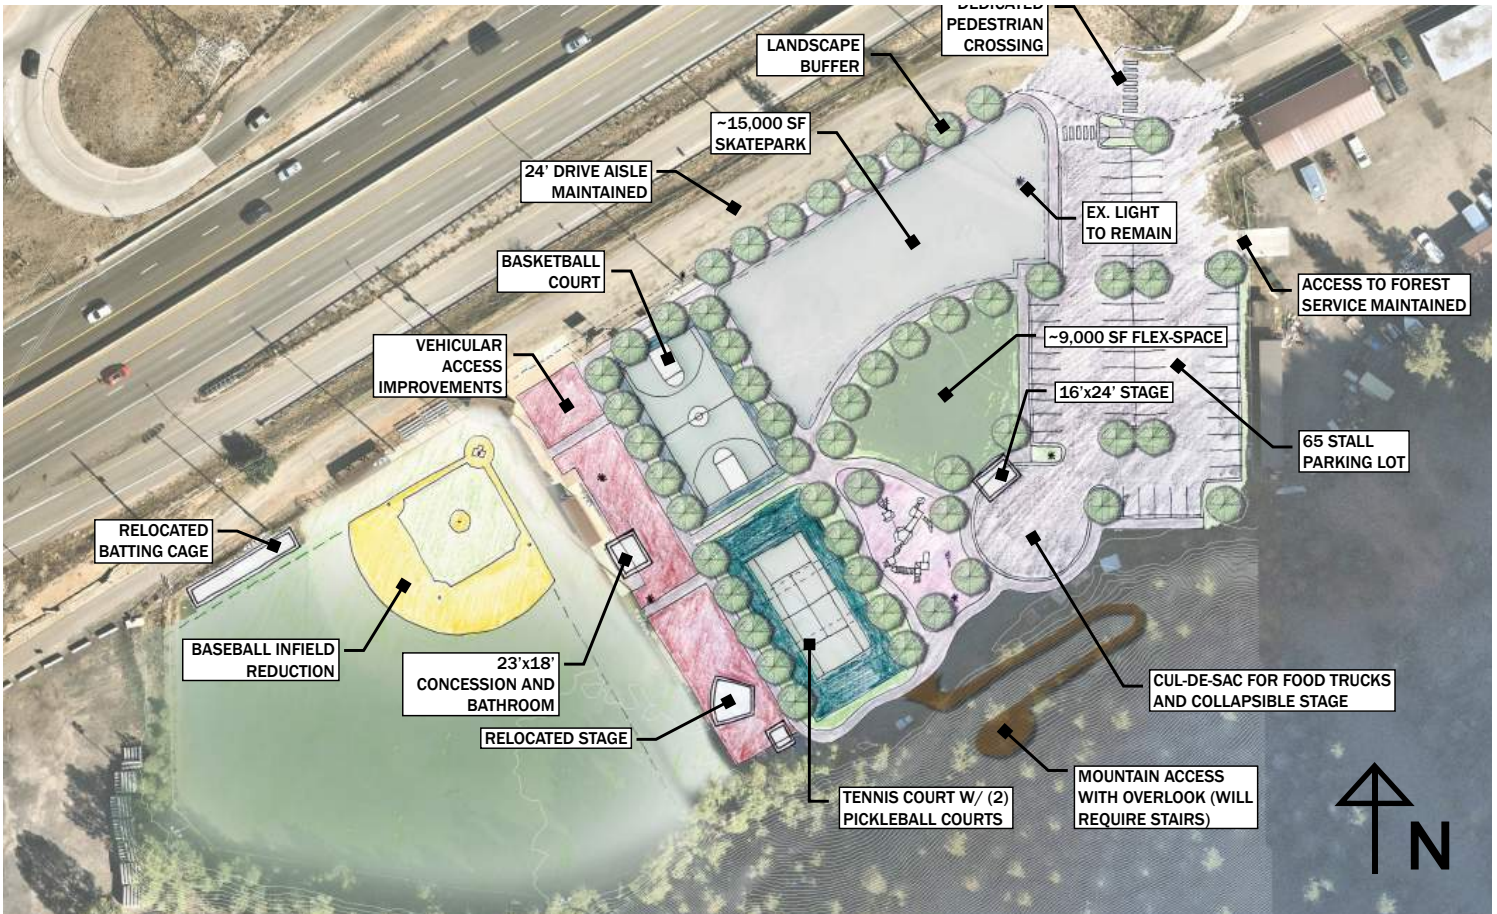 DEDICATED
PEDESTRIAN
CROSSING
LANDSCAPE
BUFFER
~15,000 SF
SKATEPARK
24' DRIVE AISLE
MAINTAINED
EX. LIGHT
TO REMAIN
BASKETBALL
COURT
ACCESS TO FOREST
SERVICE MAINTAINED
VEHICULAR
ACCESS
IMPROVEMENTS
~9,000 SF FLEX-SPACE
16'x24' STAGE
65 STALL
PARKING LOT
RELOCATED
BATTING CAGE
BASEBALL INFIELD
REDUCTION
23'x18'
CONCESSION AND
BATHROOM
RELOCATED STAGE
CUL-DE-SAC FOR FOOD TRUCKS
AND COLLAPSIBLE STAGE
TENNIS COURT W/ (2)
PICKLEBALL COURTS
MOUNTAIN ACCESS
WITH OVERLOOK (WILL
REQUIRE STAIRS)
N